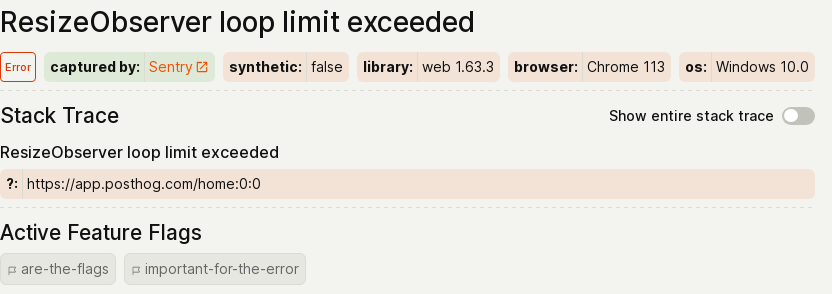 ResizeObserver loop limit exceeded
Error captured by: Sentry synthetic: false library: web 1.63.3 browser: Chrome 113 os: Windows 10.0
Stack Trace Show entire stack trace
ResizeObserver loop limit exceeded
?: https://app.posthog.com/home:0:0
Active Feature Flags
are-the-flags important-for-the-error